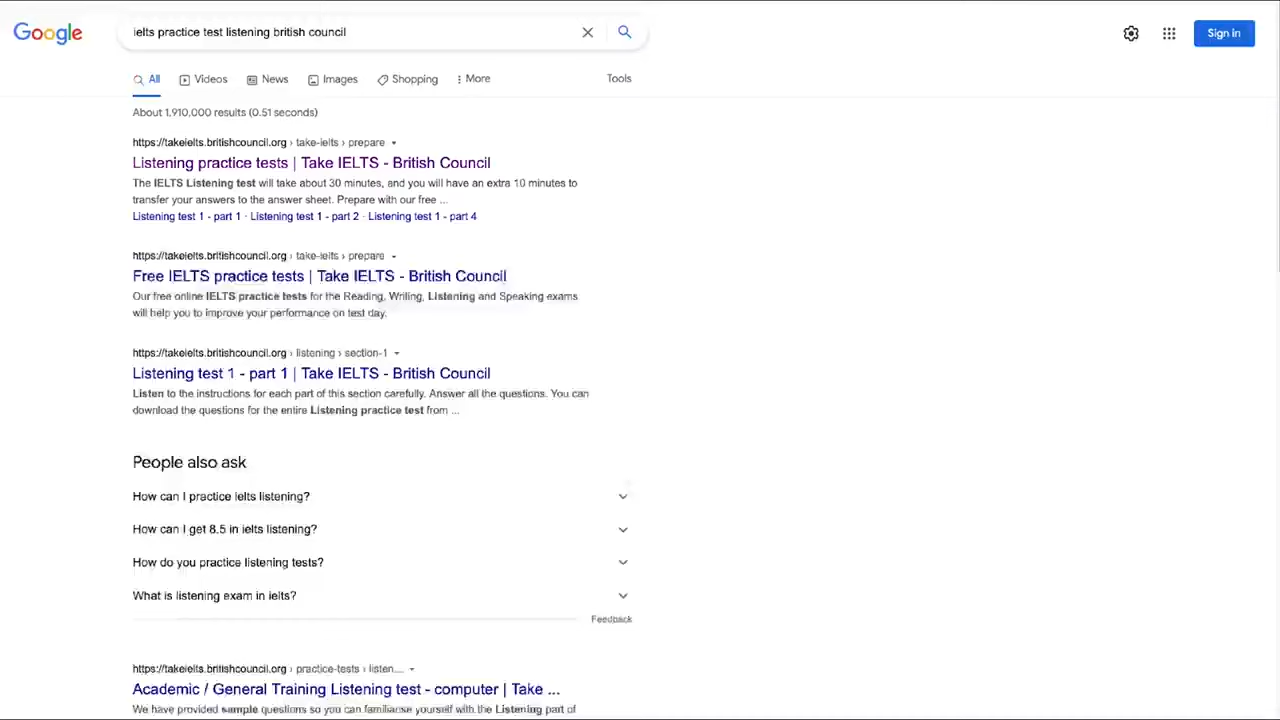 Google
ielts practice test listening british council
Sign in
All Videos News Images Shopping More Tools
About 1,910,000 results (0.51 seconds)
https://takeielts.britishcouncil.org › take-ielts › prepare
Listening practice tests | Take IELTS - British Council
The IELTS Listening test will take about 30 minutes, and you will have an extra 10 minutes to
transfer your answers to the answer sheet. Prepare with our free ...
Listening test 1 - part 1 · Listening test 1 - part 2 · Listening test 1 - part 4
https://takeielts.britishcouncil.org › take-ielts › prepare
Free IELTS practice tests | Take IELTS - British Council
Our free online IELTS practice tests for the Reading, Writing, Listening and Speaking exams
will help you to improve your performance on test day.
https://takeielts.britishcouncil.org › listening › section-1
Listening test 1 - part 1 | Take IELTS - British Council
Listen to the instructions for each part of this section carefully. Answer all the questions. You can
download the questions for the entire Listening practice test from ...
People also ask
How can I practice ielts listening?
How can I get 8.5 in ielts listening?
How do you practice listening tests?
What is listening exam in ielts?
Feedback
https://takeielts.britishcouncil.org › practice-tests › listen...
Academic / General Training Listening test - computer | Take ...
We have provided sample questions so you can familiarise yourself with the Listening part of